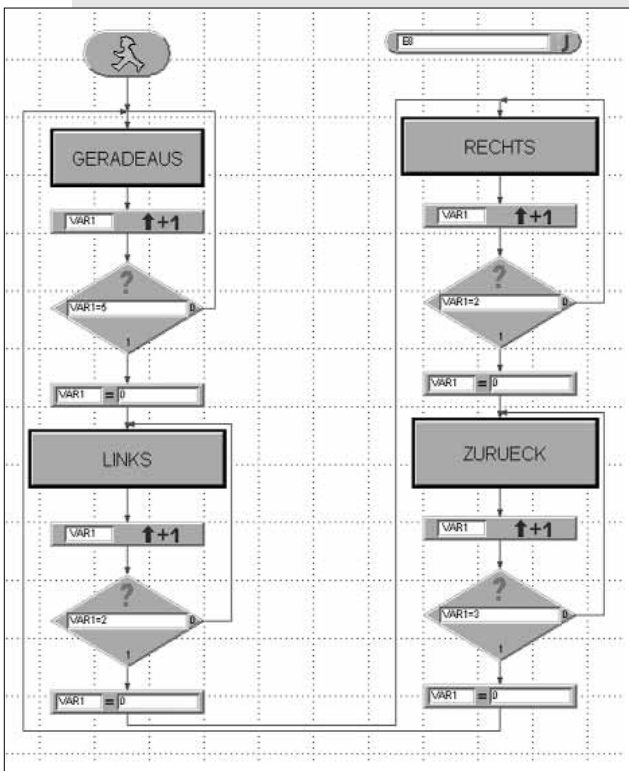 GERADEAUS
VAR1 +1
?
VAR1=5 0
1
VAR1 = 0
LINKS
VAR1 +1
?
VAR1=2 0
1
VAR1 = 0
RECHTS
VAR1 +1
?
VAR1=2 0
1
VAR1 = 0
ZURUECK
VAR1 +1
?
VAR1=3 0
1
VAR1 = 0